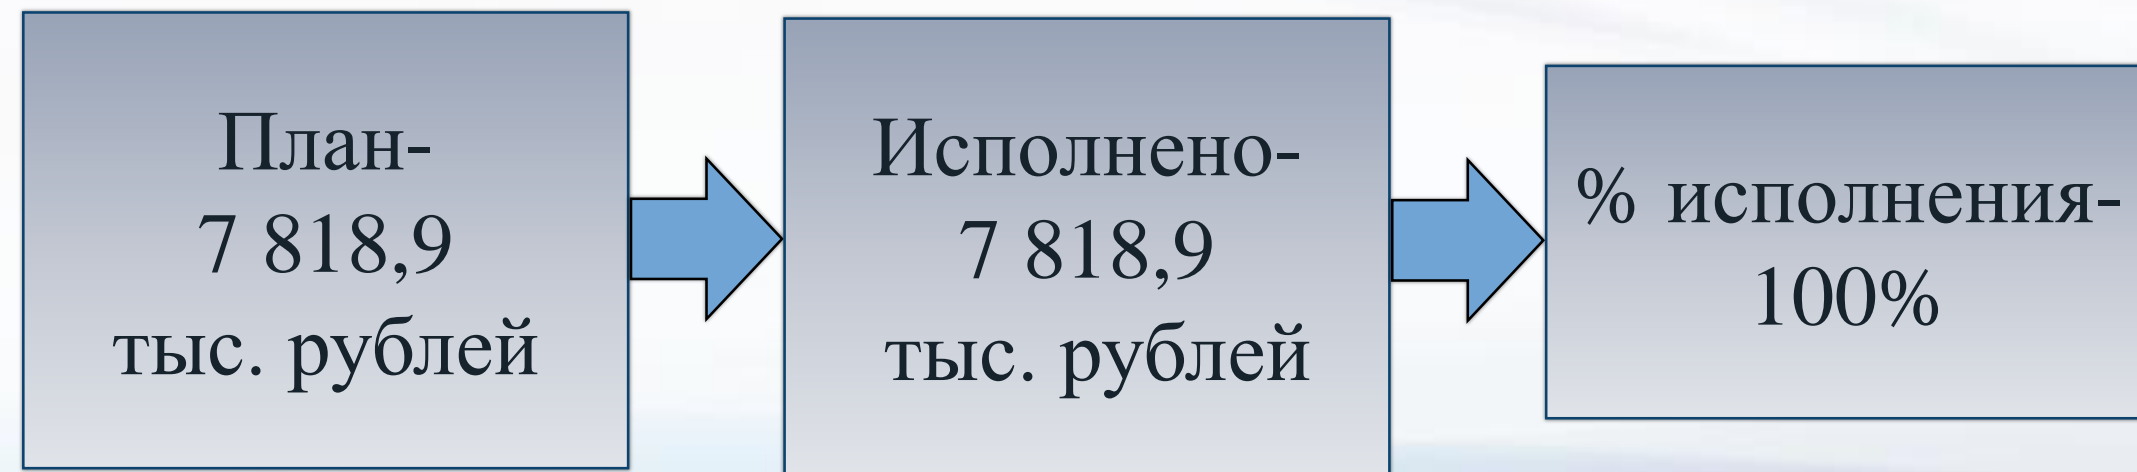 План-
7 818,9
тыс. рублей
Исполнено-
7 818,9
тыс. рублей
% исполнения-
100%